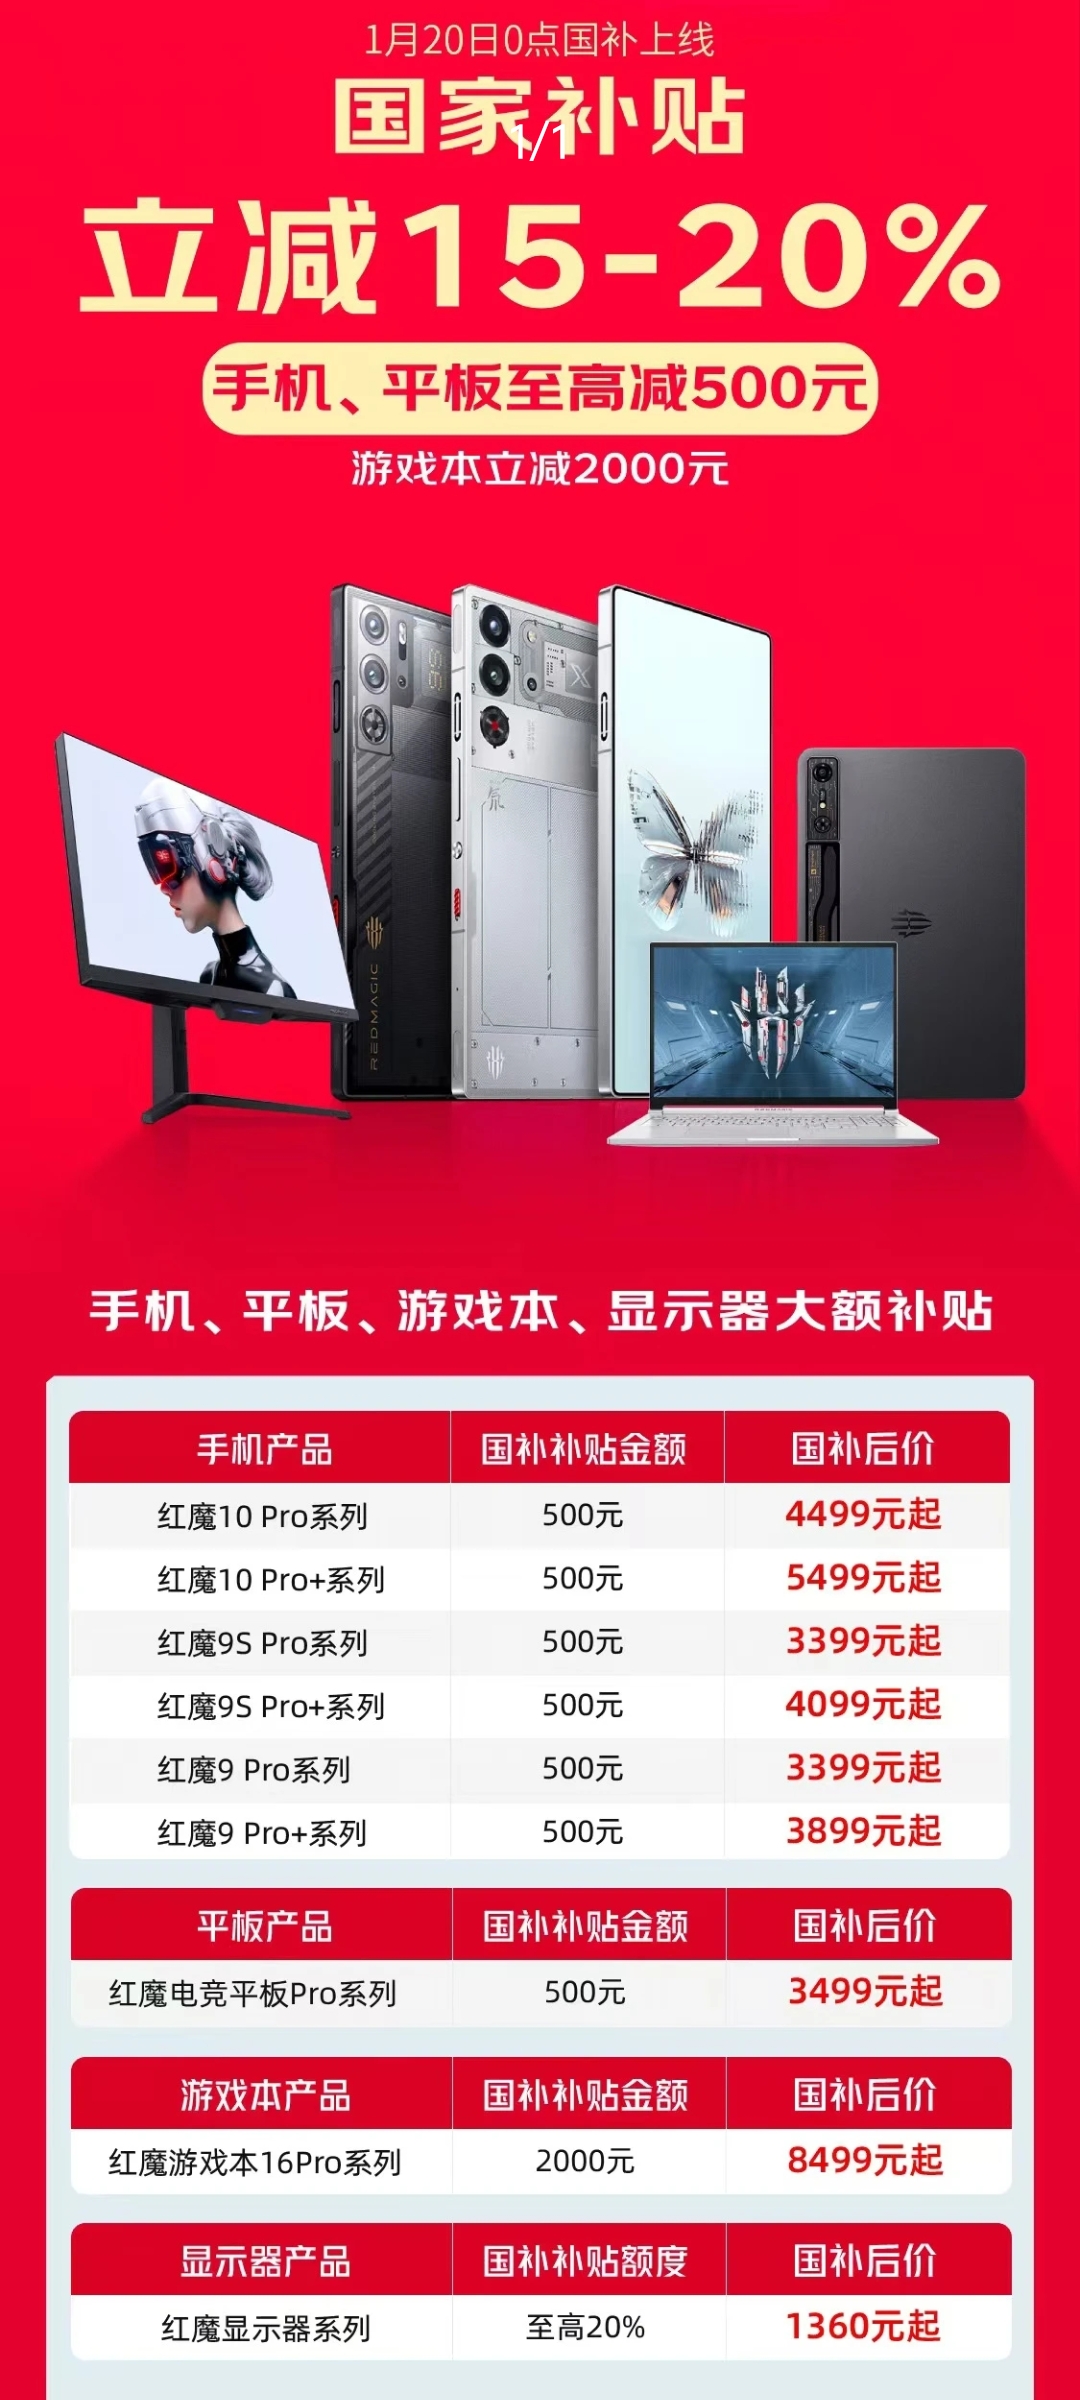 1月20日0点国补上线
国家补贴
1/1
立减15-20%
手机、平板至高减500元
游戏本立减2000元
REDMAGIC
手机、平板、游戏本、显示器大额补贴
手机产品 国补补贴金额 国补后价
红魔10 Pro系列 500元 4499元起
红魔10 Pro+系列 500元 5499元起
红魔9S Pro系列 500元 3399元起
红魔9S Pro+系列 500元 4099元起
红魔9 Pro系列 500元 3399元起
红魔9 Pro+系列 500元 3899元起
平板产品 国补补贴金额 国补后价
红魔电竞平板Pro系列 500元 3499元起
游戏本产品 国补补贴金额 国补后价
红魔游戏本16Pro系列 2000元 8499元起
显示器产品 国补补贴额度 国补后价
红魔显示器系列 至高20% 1360元起